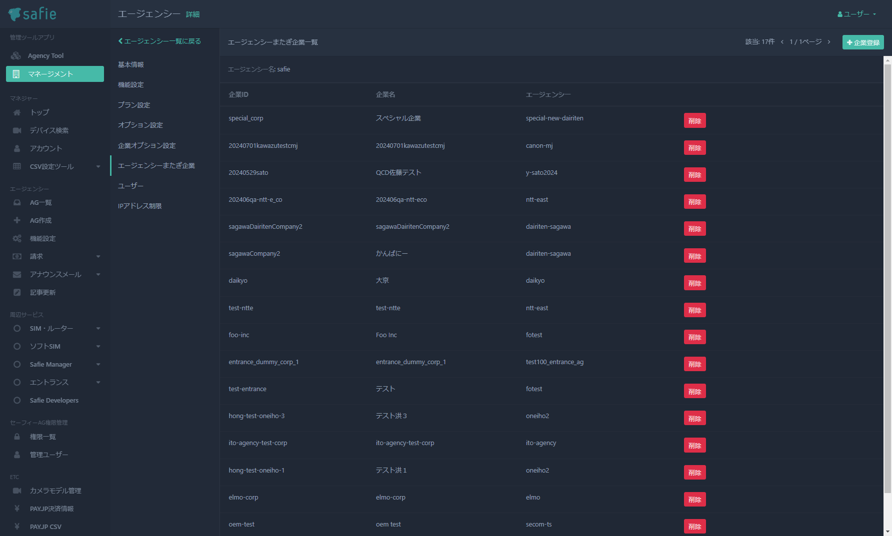 safie
エージェンシー 詳細
ユーザー
管理ツールアプリ
Agency Tool
マネージメント
マネジャー
トップ
デバイス検索
アカウント
CSV設定ツール
エージェンシー
AG一覧
AG作成
機能設定
請求
アナウンスメール
記事更新
周辺サービス
SIM・ルーター
ソフトSIM
Safie Manager
エントランス
Safie Developers
セーフィーAG権限管理
権限一覧
管理ユーザー
ETC
カメラモデル管理
PAY.JP決済情報
PAY.JP CSV
エージェンシー一覧に戻る
基本情報
機能設定
プラン設定
オプション設定
企業オプション設定
エージェンシーまたぎ企業
ユーザー
IPアドレス制限
エージェンシーまたぎ企業一覧
該当: 17件 1 / 1ページ
企業登録
エージェンシー名: safie
企業ID 企業名 エージェンシー
special_corp スペシャル企業 special-new-dairiten 削除
20240701kawazutestcmj 20240701kawazutestcmj canon-mj 削除
20240529sato QCD佐藤テスト y-sato2024 削除
202406qa-ntt-e_co 202406qa-ntt-eco ntt-east 削除
sagawaDairitenCompany2 sagawaDairitenCompany2 dairiten-sagawa 削除
sagawaCompany2 かんぱにー dairiten-sagawa 削除
daikyo 大京 daikyo 削除
test-ntte test-ntte ntt-east 削除
foo-inc Foo Inc fotest 削除
entrance_dummy_corp_1 entrance_dummy_corp_1 test100_entrance_ag 削除
test-entrance テスト fotest 削除
hong-test-oneiho-3 テスト洪３ oneiho2 削除
ito-agency-test-corp ito-agency-test-corp ito-agency 削除
hong-test-oneiho-1 テスト洪１ oneiho2 削除
elmo-corp elmo-corp elmo 削除
oem-test oem test secom-ts 削除